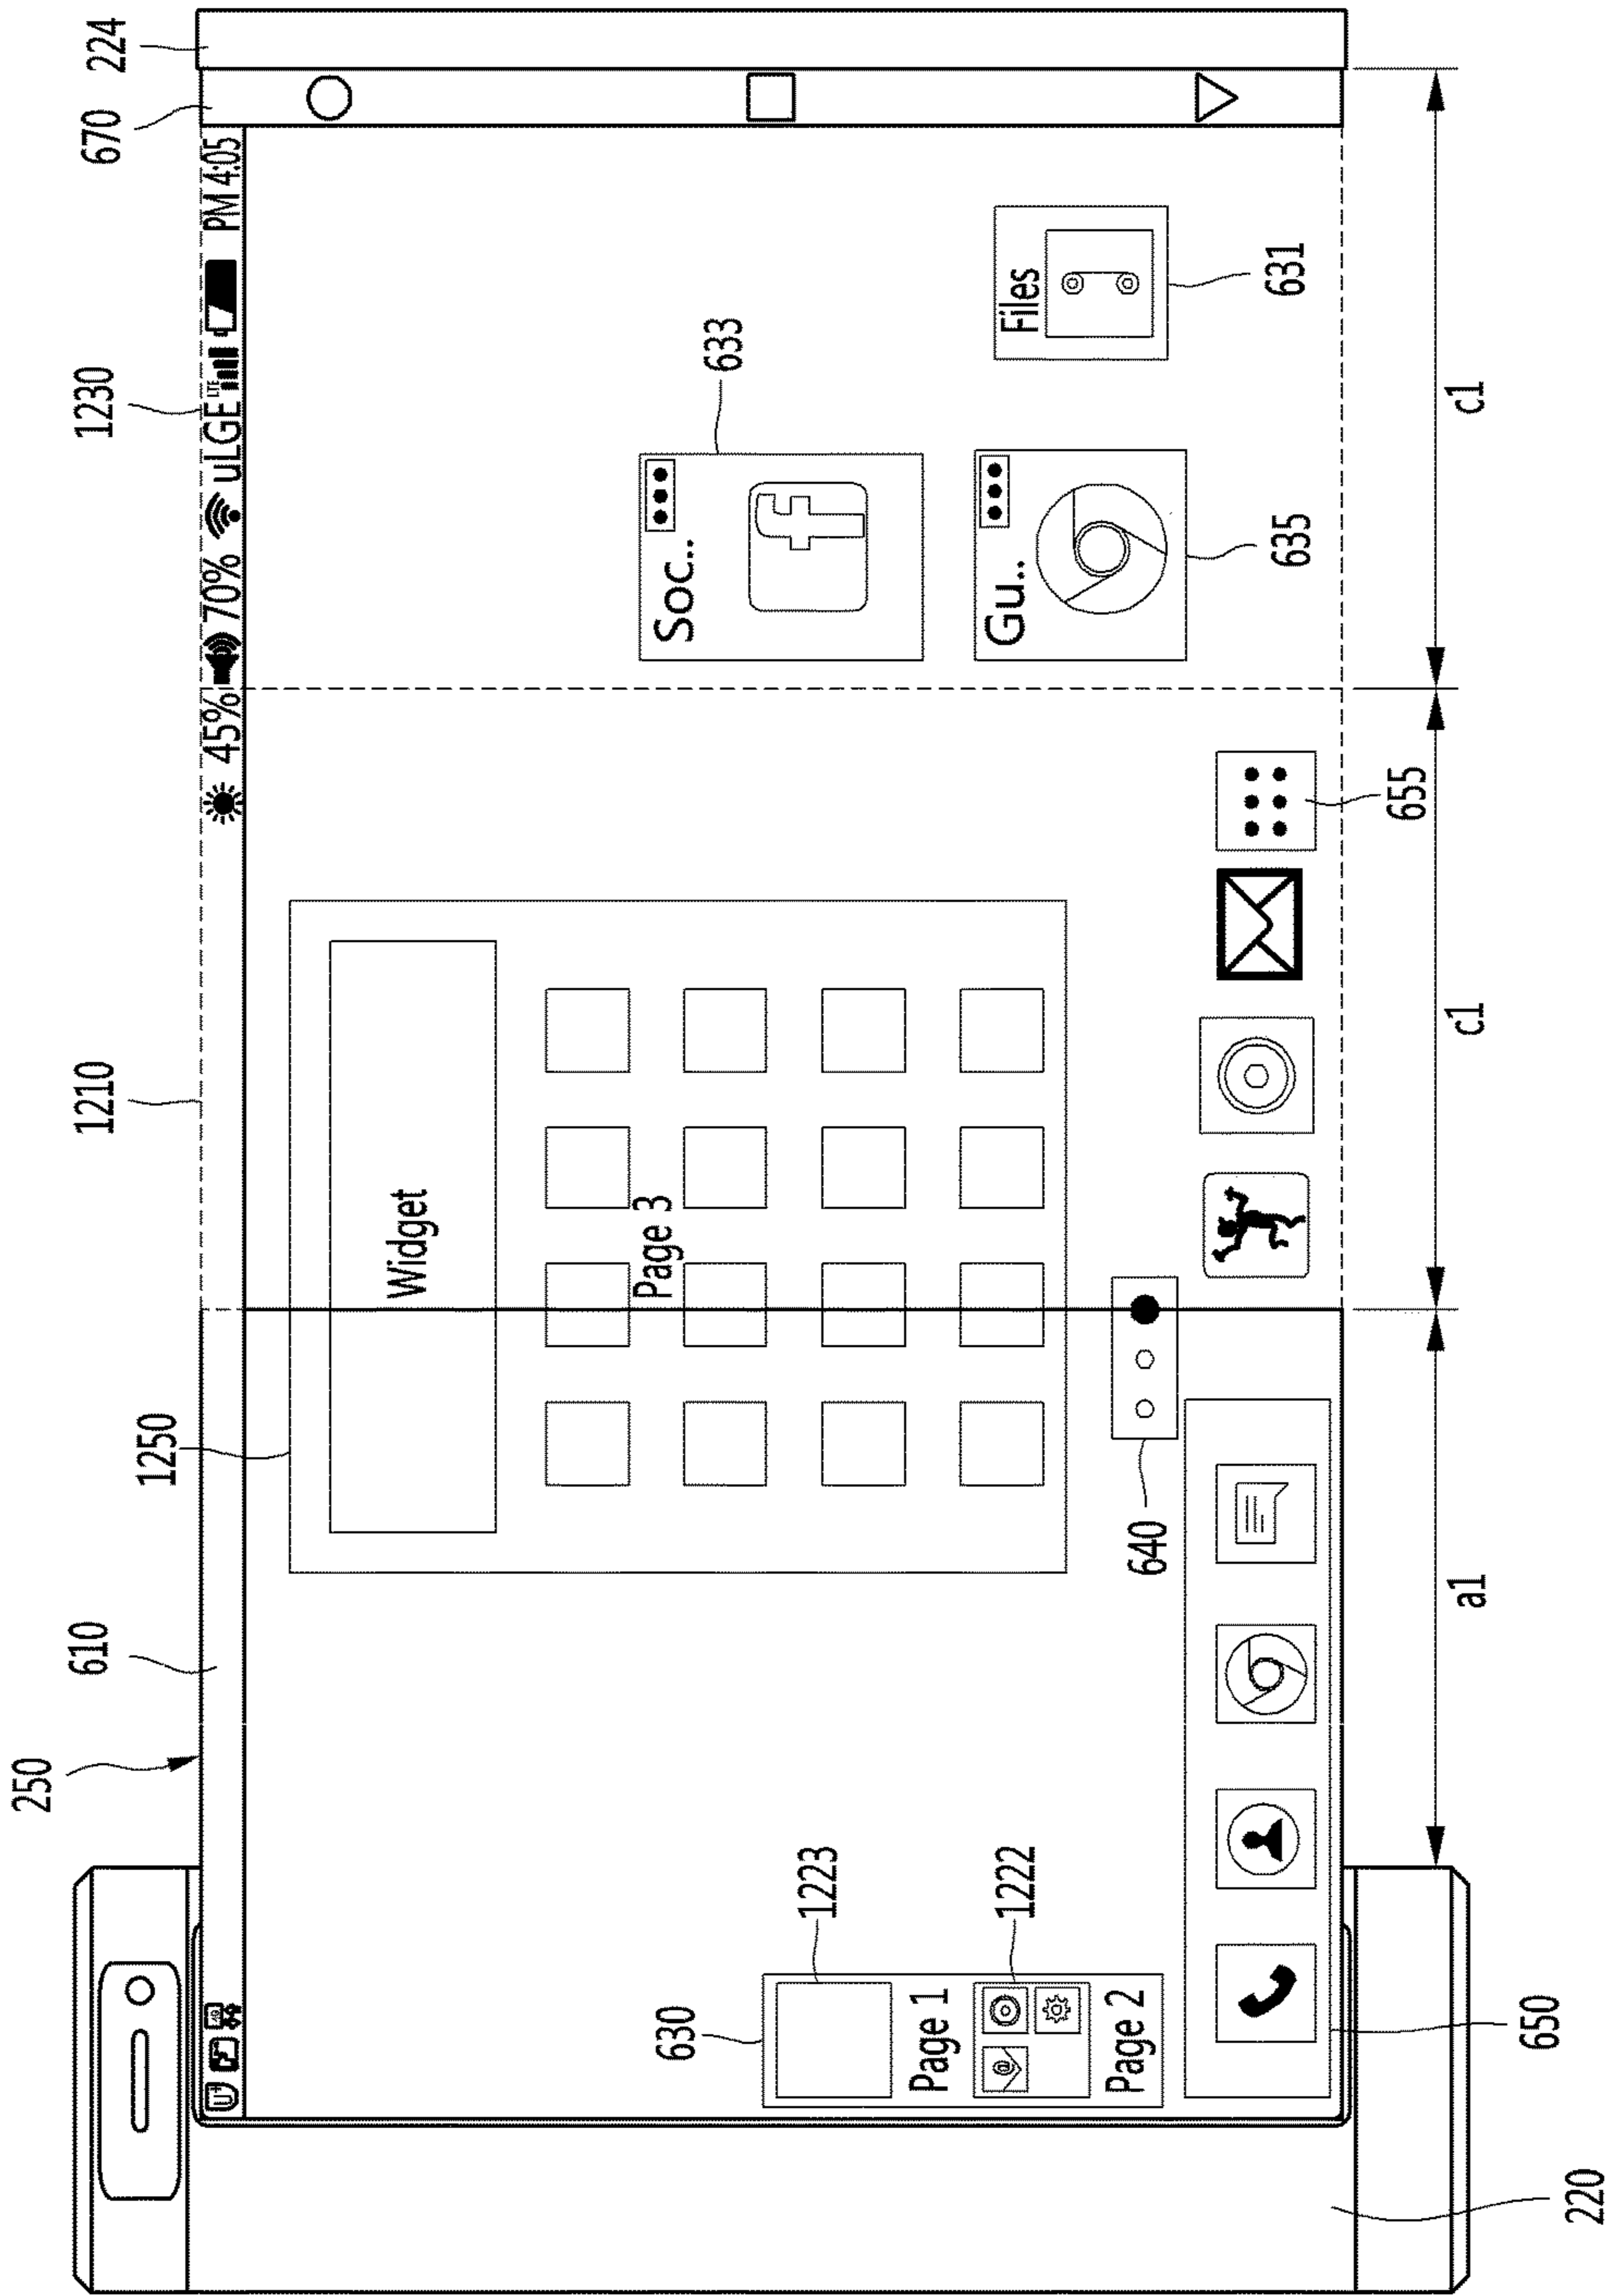 250
610
1250
1210
1230
670
224
45%
70%
uLGE
LTE
PM 4:05
U+
Widget
Page 3
Soc..
f
633
Gu..
635
Files
631
630
1223
Page 1
@
1222
Page 2
640
655
650
220
a1
c1
c1